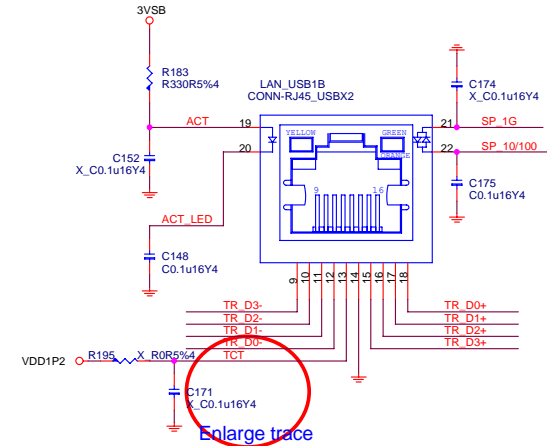 3VSB
R183
R330R5%4
LAN_USB1B
CONN-RJ45_USBX2
C174
X_C0.1u16Y4
ACT
19
YELLOW
GREEN
21
SP_1G
20
ORANGE
22
SP_10/100
C152
X_C0.1u16Y4
C175
C0.1u16Y4
9
16
ACT_LED
C148
C0.1u16Y4
9
10
11
12
13
14
15
16
17
18
TR_D3-
TR_D0+
TR_D2-
TR_D1+
TR_D1-
TR_D2+
TR_D0-
TR_D3+
VDD1P2
R195
X_R0R5%4
TCT
C171
X_C0.1u16Y4
Enlarge trace